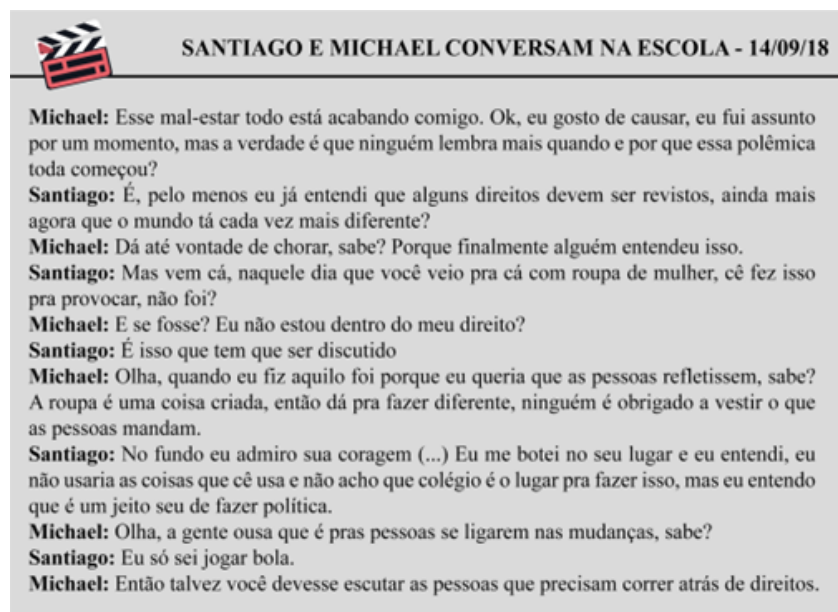 SANTIAGO E MICHAEL CONVERSAM NA ESCOLA - 14/09/18
Michael: Esse mal-estar todo está acabando comigo. Ok, eu gosto de causar, eu fui assunto
por um momento, mas a verdade é que ninguém lembra mais quando e por que essa polêmica
toda começou?
Santiago: É, pelo menos eu já entendi que alguns direitos devem ser revistos, ainda mais
agora que o mundo tá cada vez mais diferente?
Michael: Dá até vontade de chorar, sabe? Porque finalmente alguém entendeu isso.
Santiago: Mas vem cá, naquele dia que você veio pra cá com roupa de mulher, cê fez isso
pra provocar, não foi?
Michael: E se fosse? Eu não estou dentro do meu direito?
Santiago: É isso que tem que ser discutido
Michael: Olha, quando eu fiz aquilo foi porque eu queria que as pessoas refletissem, sabe?
A roupa é uma coisa criada, então dá pra fazer diferente, ninguém é obrigado a vestir o que
as pessoas mandam.
Santiago: No fundo eu admiro sua coragem (...) Eu me botei no seu lugar e eu entendi, eu
não usaria as coisas que cê usa e não acho que colégio é o lugar pra fazer isso, mas eu entendo
que é um jeito seu de fazer política.
Michael: Olha, a gente ousa que é pras pessoas se ligarem nas mudanças, sabe?
Santiago: Eu só sei jogar bola.
Michael: Então talvez você devesse escutar as pessoas que precisam correr atrás de direitos.